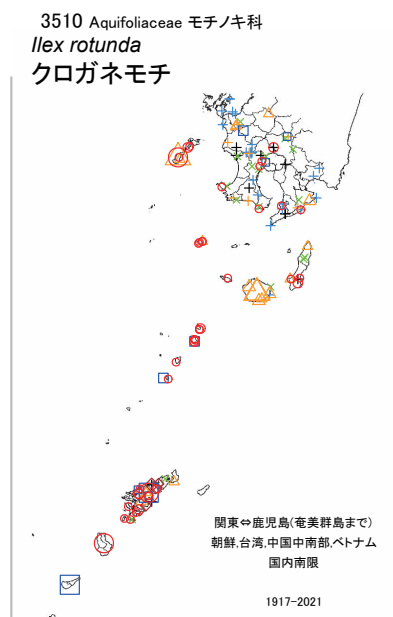 3510 Aquifoliaceae モチノキ科
Ilex rotunda
クロガネモチ
関東⇔鹿児島(奄美群島まで)
朝鮮,台湾,中国中南部,ベトナム
国内南限
1917-2021